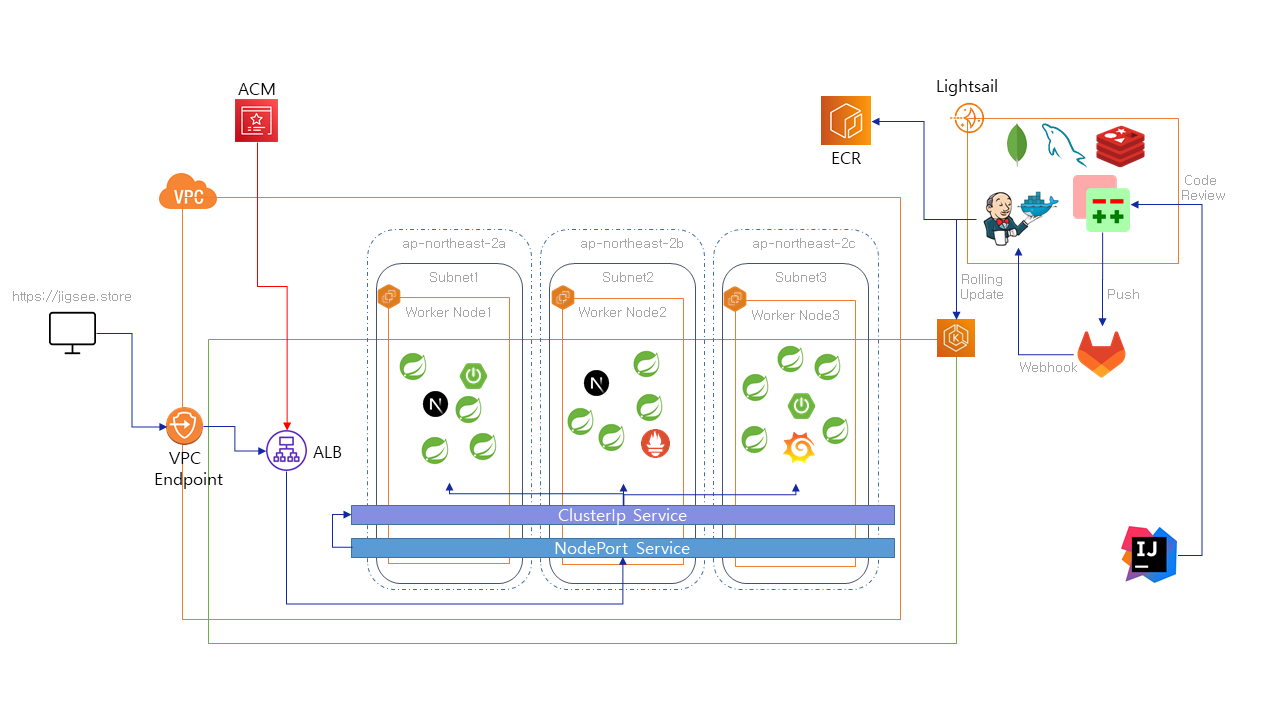 ACM
Lightsail
ECR
VPC
Code
Review
ap-northeast-2a
ap-northeast-2b
ap-northeast-2c
Subnet1
Subnet2
Subnet3
Rolling
Update
Push
https://jigsee.store
Worker Node1
Worker Node2
Worker Node3
K
Webhook
N
N
VPC
Endpoint
ALB
ClusterIp Service
NodePort Service
IJ